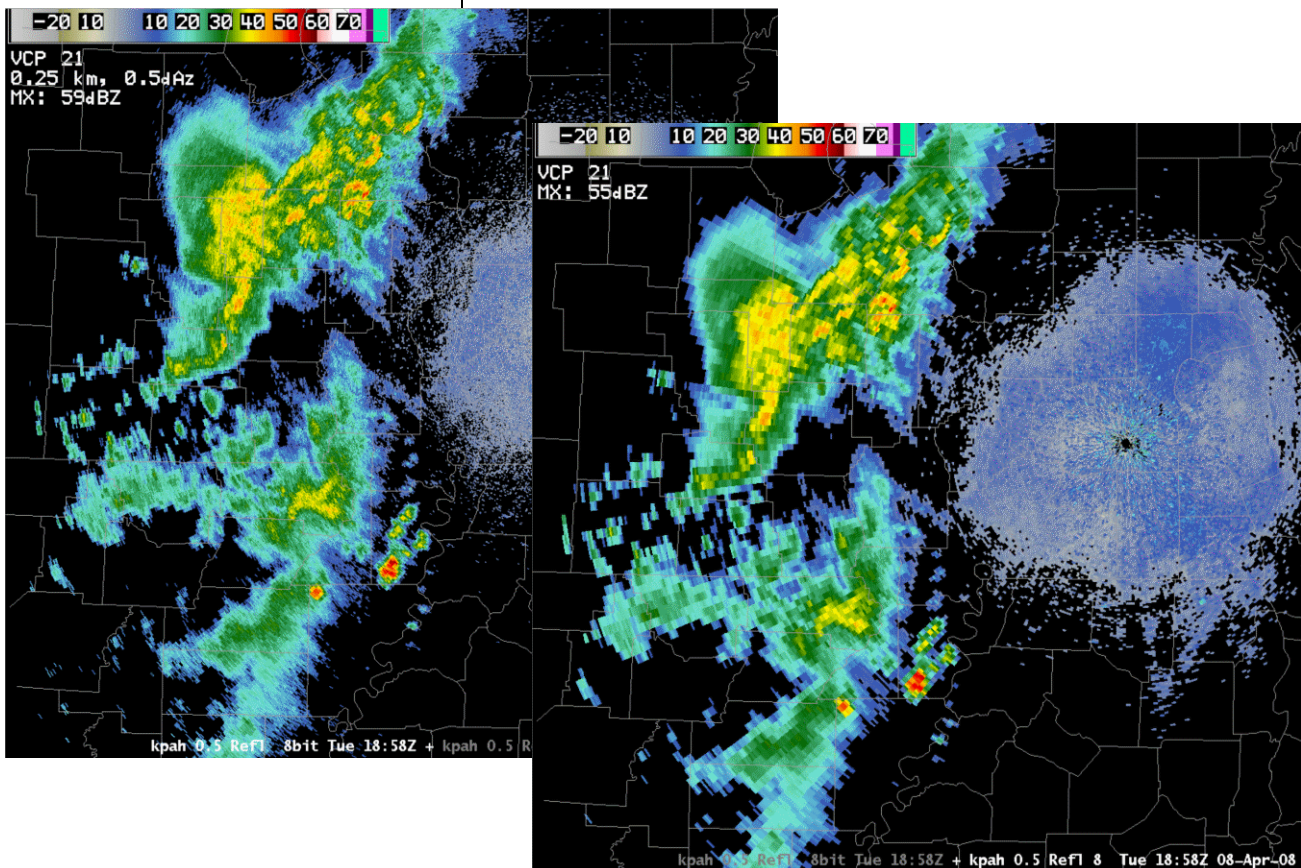 -20 10 10 20 30 40 50 60 70
VCP 21
0.25 km, 0.5dAz
MX: 59dBZ
kpah 0.5 Refl 8bit Tue 18:58Z + kpah 0.5 R
-20 10 10 20 30 40 50 60 70
VCP 21
MX: 55dBZ
kpah 0.5 Refl 8bit Tue 18:58Z + kpah 0.5 Refl 8 Tue 18:58Z 08-Apr-08